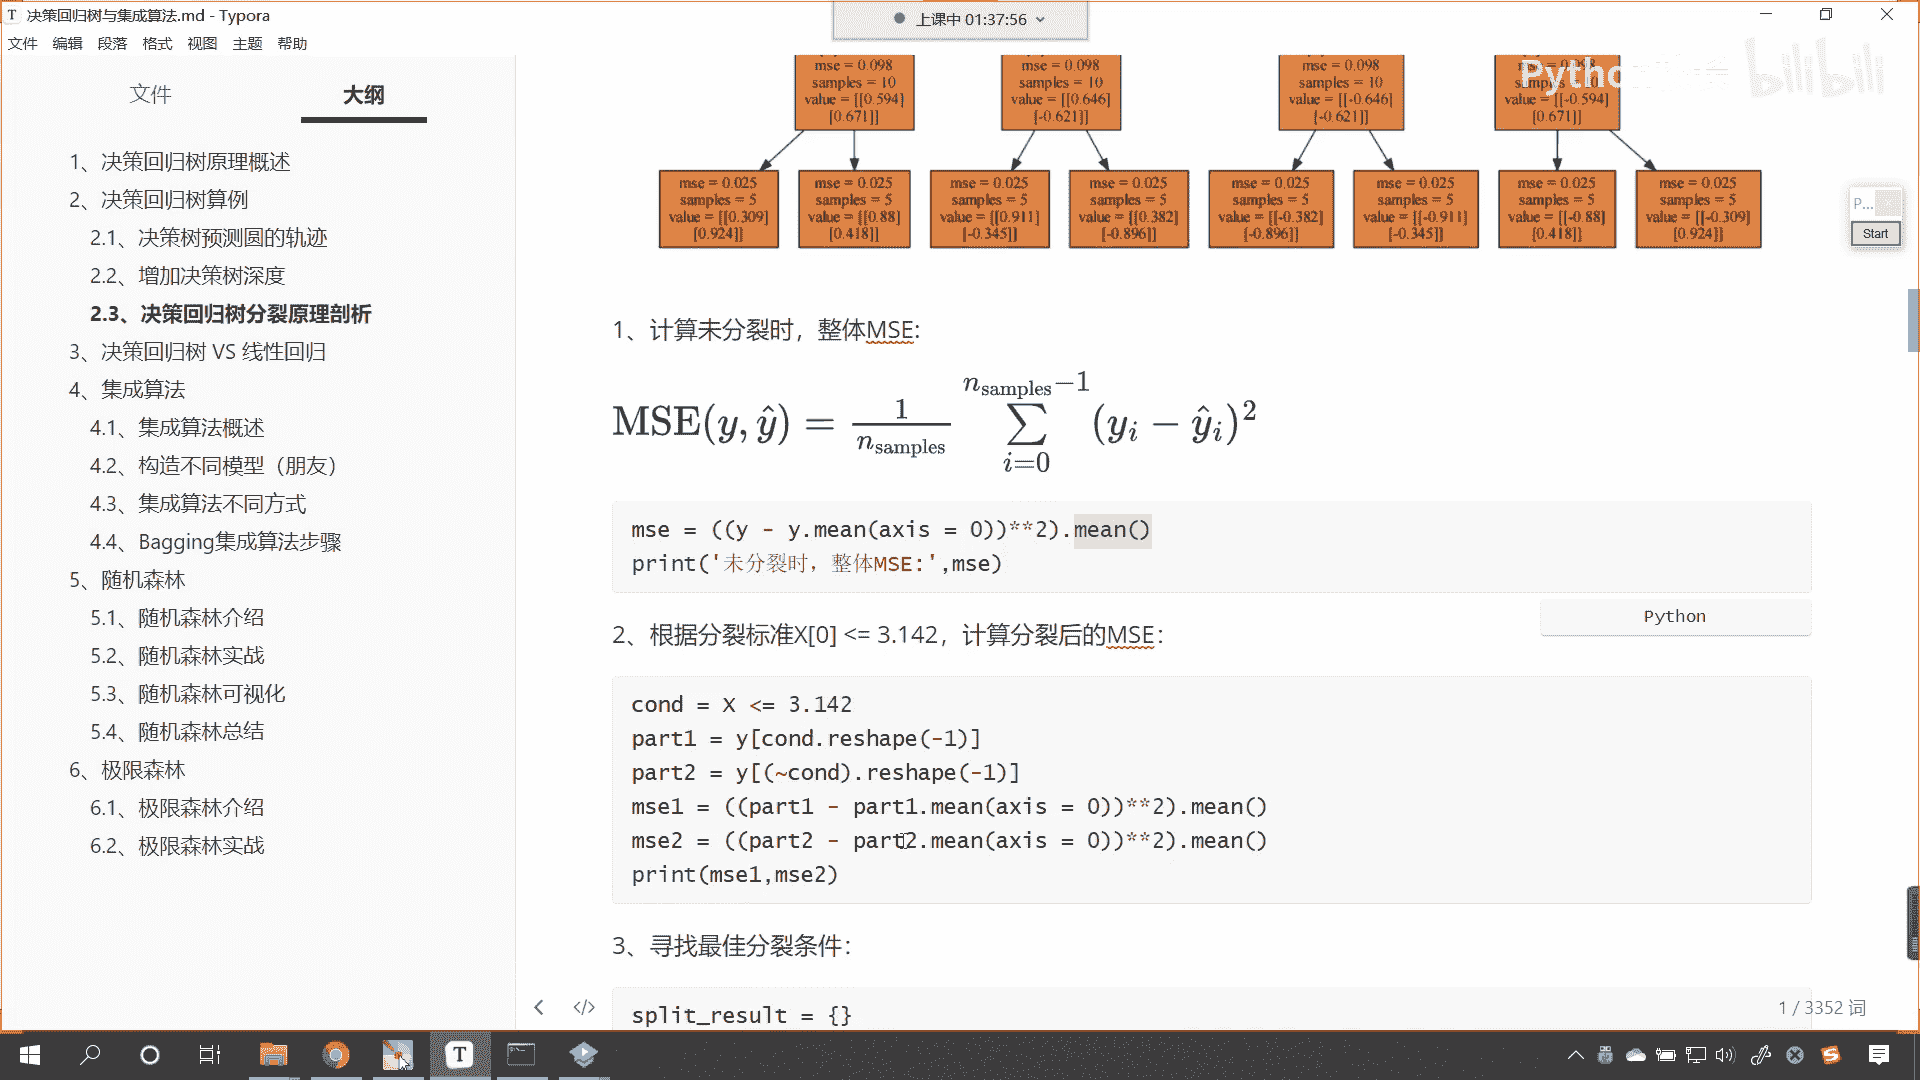 决策回归树与集成算法.md - Typora
上课中 01:37:56
文件 编辑 段落 格式 视图 主题 帮助
文件 大纲
1、决策回归树原理概述
2、决策回归树算例
2.1、决策树预测圆的轨迹
2.2、增加决策树深度
2.3、决策回归树分裂原理剖析
3、决策回归树 VS 线性回归
4、集成算法
4.1、集成算法概述
4.2、构造不同模型（朋友）
4.3、集成算法不同方式
4.4、Bagging集成算法步骤
5、随机森林
5.1、随机森林介绍
5.2、随机森林实战
5.3、随机森林可视化
5.4、随机森林总结
6、极限森林
6.1、极限森林介绍
6.2、极限森林实战
mse = 0.098
samples = 10
value = [[0.594]
[0.671]]
mse = 0.098
samples = 10
value = [[0.646]
[-0.621]]
mse = 0.098
samples = 10
value = [[-0.646]
[-0.621]]
value = [[-0.594]
[0.671]]
bilibili
mse = 0.025
samples = 5
value = [[0.309]
[0.924]]
mse = 0.025
samples = 5
value = [[0.88]
[0.418]]
mse = 0.025
samples = 5
value = [[0.911]
[-0.345]]
mse = 0.025
samples = 5
value = [[0.382]
[-0.896]]
mse = 0.025
samples = 5
value = [[-0.382]
[-0.896]]
mse = 0.025
samples = 5
value = [[-0.911]
[-0.345]]
mse = 0.025
samples = 5
value = [[-0.88]
[0.418]]
mse = 0.025
samples = 5
value = [[-0.309]
[0.924]]
P...
Start
1、计算未分裂时，整体MSE:
MSE(y, ŷ) = 1/n_samples ∑_{i=0}^{n_samples−1} (y_i − ŷ_i)^2
mse = ((y - y.mean(axis = 0))**2).mean()
print('未分裂时，整体MSE:',mse)
Python
2、根据分裂标准X[0] <= 3.142，计算分裂后的MSE：
cond = X <= 3.142
part1 = y[cond.reshape(-1)]
part2 = y[(~cond).reshape(-1)]
mse1 = ((part1 - part1.mean(axis = 0))**2).mean()
mse2 = ((part2 - part2.mean(axis = 0))**2).mean()
print(mse1,mse2)
3、寻找最佳分裂条件：
split_result = {}
1 / 3352 词